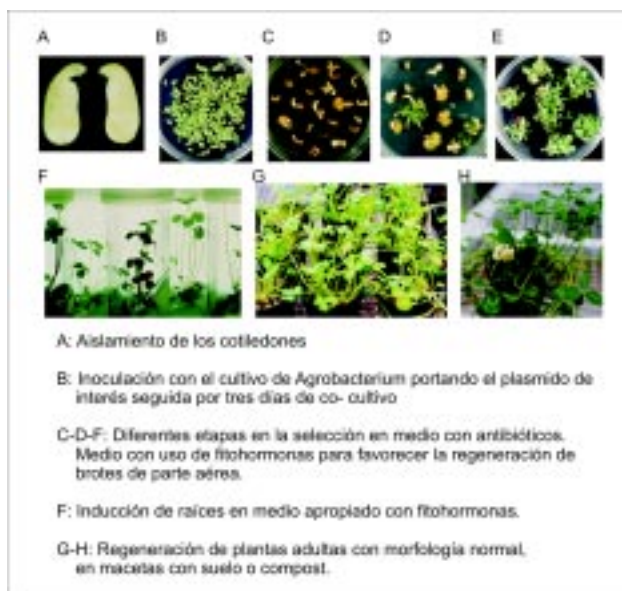 A B C D E
F G H
A: Aislamiento de los cotiledones
B: Inoculación con el cultivo de Agrobacterium portando el plasmido de
interés seguida por tres días de co- cultivo
C-D-F: Diferentes etapas en la selección en medio con antibióticos.
Medio con uso de fitohormonas para favorecer la regeneración de
brotes de parte aérea.
F: Inducción de raíces en medio apropiado con fitohormonas.
G-H: Regeneración de plantas adultas con morfología normal,
en macetas con suelo o compost.